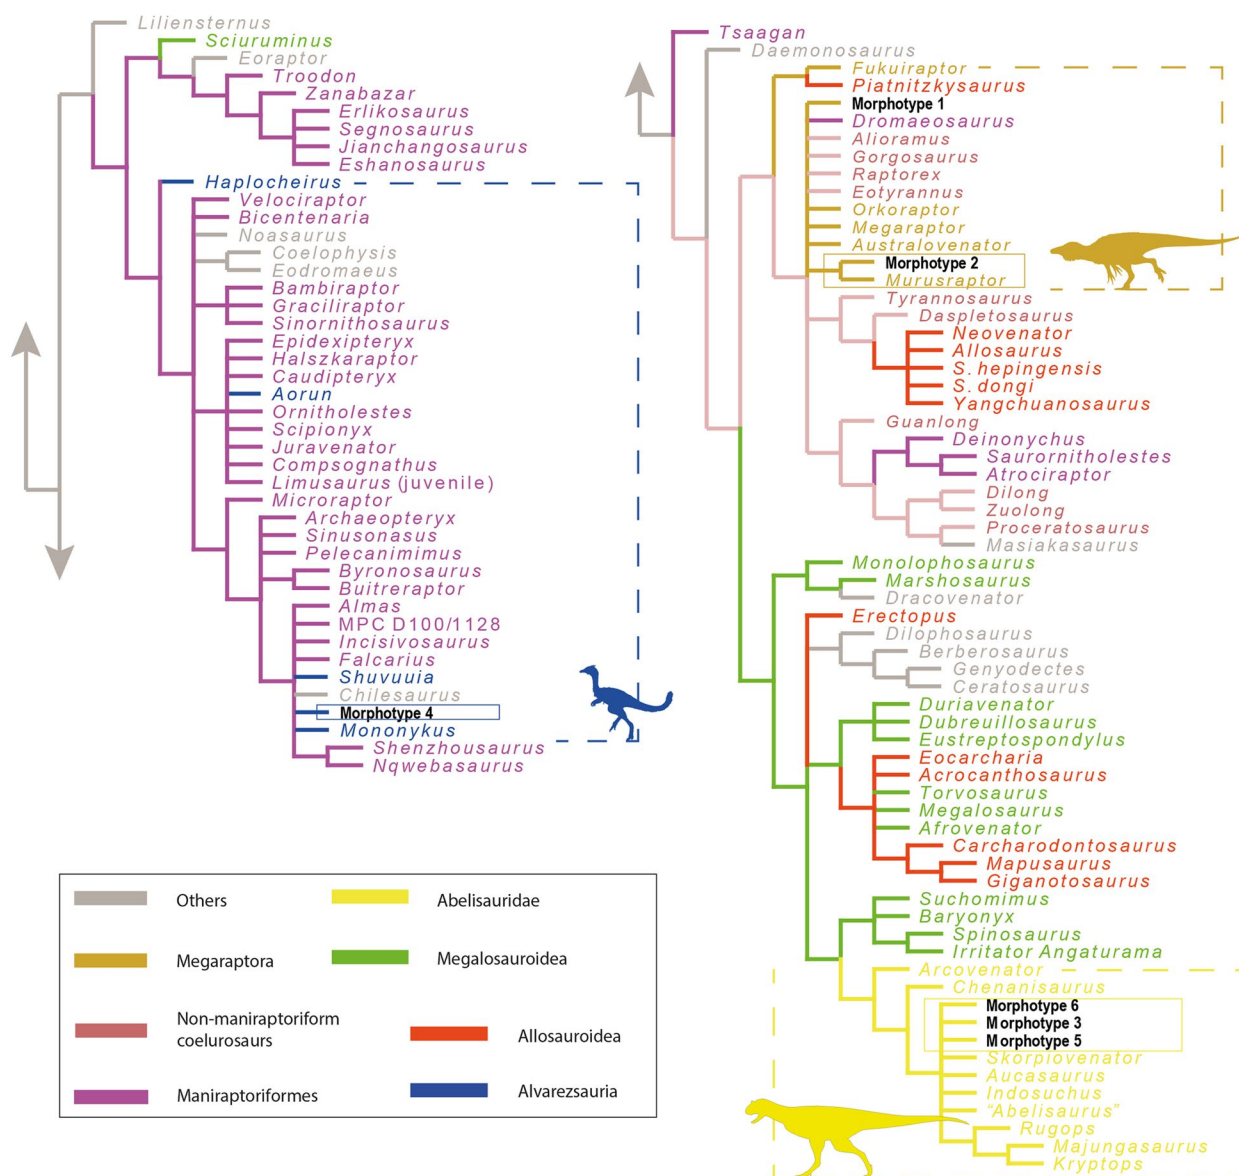 Liliensternus
Sciuruminus
Eoraptor
Troodon
Zanabazar
Erlikosaurus
Segnosaurus
Jianchangosaurus
Eshanosaurus
Haplocheirus
Velociraptor
Bicentenaria
Noasaurus
Coelophysis
Eodromaeus
Bambiraptor
Graciliraptor
Sinornithosaurus
Epidexipteryx
Halszkaraptor
Caudipteryx
Aorun
Ornitholestes
Scipionyx
Juravenator
Compsognathus
Limusaurus (juvenile)
Microraptor
Archaeopteryx
Sinusonasus
Pelecanimimus
Byronosaurus
Buitreraptor
Almas
MPC D100/1128
Incisivosaurus
Falcarius
Shuvuuia
Chilesaurus
Morphotype 4
Mononykus
Shenzhousaurus
Nqwebasaurus
Tsaagan
Daemonosaurus
Fukuiraptor
Piatnitzkysaurus
Morphotype 1
Dromaeosaurus
Alioramus
Gorgosaurus
Raptorex
Eotyrannus
Orkoraptor
Megaraptor
Australovenator
Morphotype 2
Murusraptor
Tyrannosaurus
Daspletosaurus
Neovenator
Allosaurus
S. hepingensis
S. dongi
Yangchuanosaurus
Guanlong
Deinonychus
Saurornitholestes
Atrociraptor
Dilong
Zuolong
Proceratosaurus
Masiakasaurus
Monolophosaurus
Marshosaurus
Dracovenator
Erectopus
Dilophosaurus
Berberosaurus
Genyodectes
Ceratosaurus
Duriavenator
Dubreuillosaurus
Eustreptospondylus
Eocarcharia
Acrocanthosaurus
Torvosaurus
Megalosaurus
Afrovenator
Carcharodontosaurus
Mapusaurus
Giganotosaurus
Suchomimus
Baryonyx
Spinosaurus
Irritator Angaturama
Arcovenator
Chenanisaurus
Morphotype 6
Morphotype 3
Morphotype 5
Skorpiovenator
Aucasaurus
Indosuchus
“Abelisaurus”
Rugops
Majungasaurus
Kryptops
Others
Megaraptora
Non-maniraptoriform
coelurosaurs
Maniraptoriformes
Abelisauridae
Megalosauroidea
Allosauroidea
Alvarezsauria